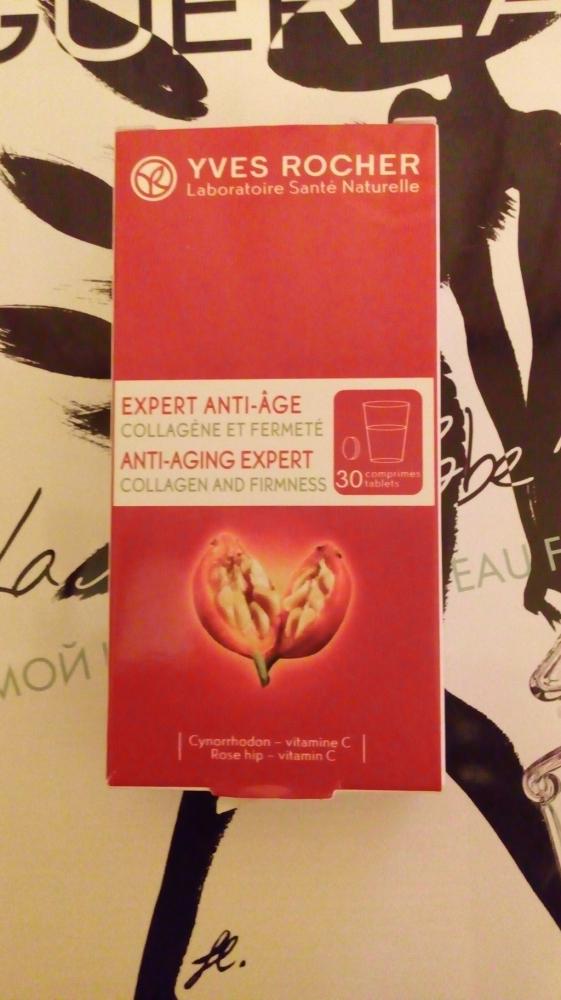 GUERLA
YVES ROCHER
Laboratoire Santé Naturelle
EXPERT ANTI-ÂGE
COLLAGÈNE ET FERMETÉ
ANTI-AGING EXPERT
COLLAGEN AND FIRMNESS
30 comprimés
tablets
EAU F
МОЙ
Cynorrhodon – vitamine C
Rose hip – vitamin C